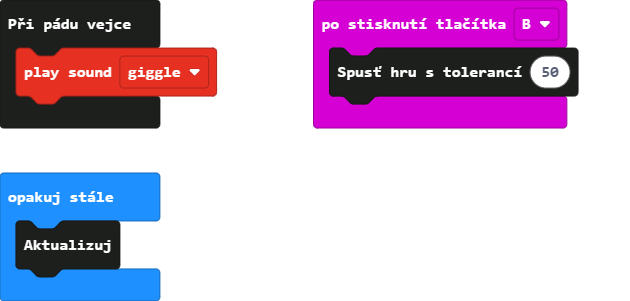 Při pádu vejce
play sound giggle
po stisknutí tlačítka B
Spusť hru s tolerancí 50
opakuj stále
Aktualizuj